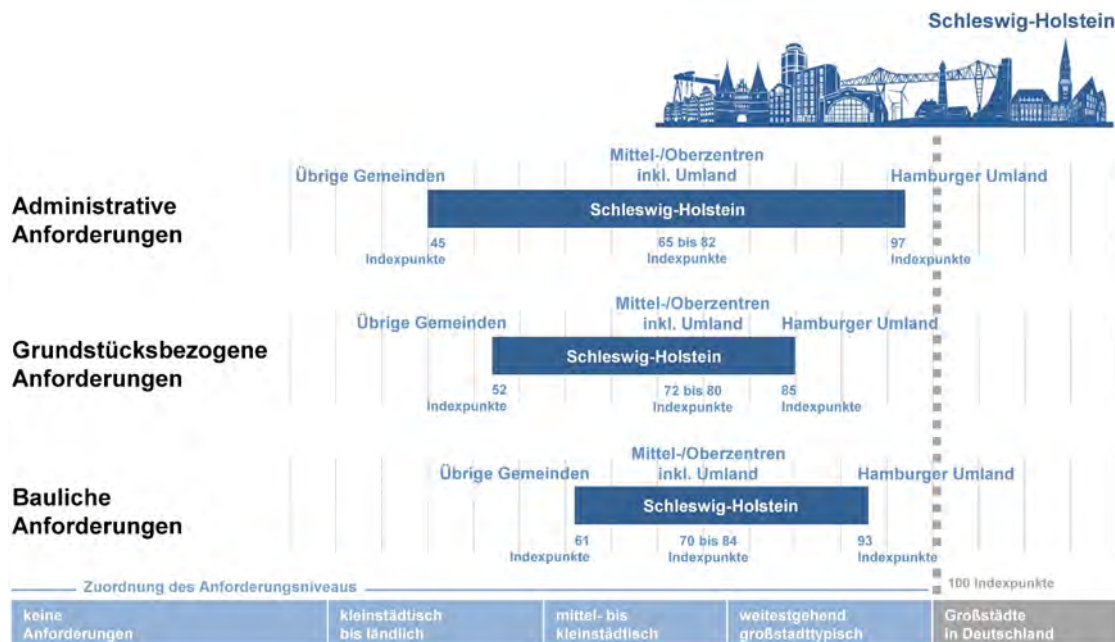 Schleswig-Holstein
Administrative
Anforderungen
Übrige Gemeinden
Mittel-/Oberzentren
inkl. Umland
Hamburger Umland
Schleswig-Holstein
45
Indexpunkte
65 bis 82
Indexpunkte
97
Indexpunkte
Grundstücksbezogene
Anforderungen
Übrige Gemeinden
Mittel-/Oberzentren
inkl. Umland
Hamburger Umland
Schleswig-Holstein
52
Indexpunkte
72 bis 80
Indexpunkte
85
Indexpunkte
Bauliche
Anforderungen
Übrige Gemeinden
Mittel-/Oberzentren
inkl. Umland
Hamburger Umland
Schleswig-Holstein
61
Indexpunkte
70 bis 84
Indexpunkte
93
Indexpunkte
Zuordnung des Anforderungsniveaus
100 Indexpunkte
keine
Anforderungen
kleinstädtisch
bis ländlich
mittel- bis
kleinstädtisch
weitestgehend
großstadttypisch
Großstädte
in Deutschland